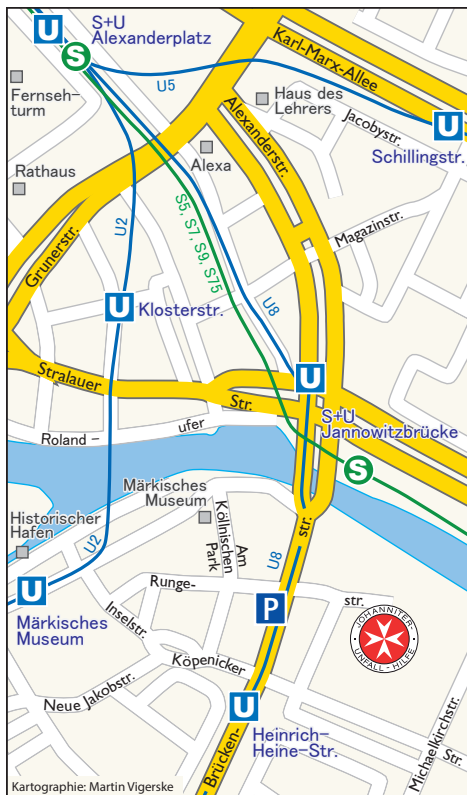 U
S+U
Alexanderplatz
S
Karl-Marx-Allee
U5
Fernseh-
turm
Haus des
Lehrers
U
Jacobystr.
Schillingstr.
Alexanderstr.
Alexa
Rathaus
U2
S5, S7, S9, S75
Magazinstr.
Grunerstr.
U
Klosterstr.
U8
Stralauer
Str.
U
S+U
Jannowitzbrücke
Roland-
ufer
S
Märkisches
Museum
Historischer
Hafen
U2
Am
Köllnischen
Park
str.
U8
U
Märkisches
Museum
Runge-
str.
P
Inselstr.
JOHANNITER-
UNFALL-HILFE
Köpenicker
Str.
Neue Jakobstr.
U
Heinrich-
Heine-Str.
Michaelkirchstr.
Brücken-
Kartographie: Martin Vigerske